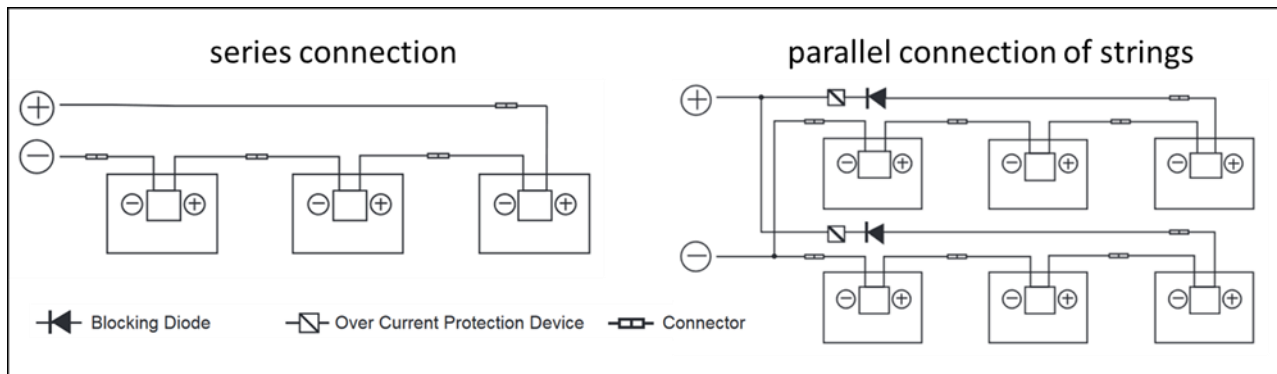 series connection
parallel connection of strings
+
−
− + − + − +
+
−
− + − + − +
− + − + − +
Blocking Diode
Over Current Protection Device
Connector